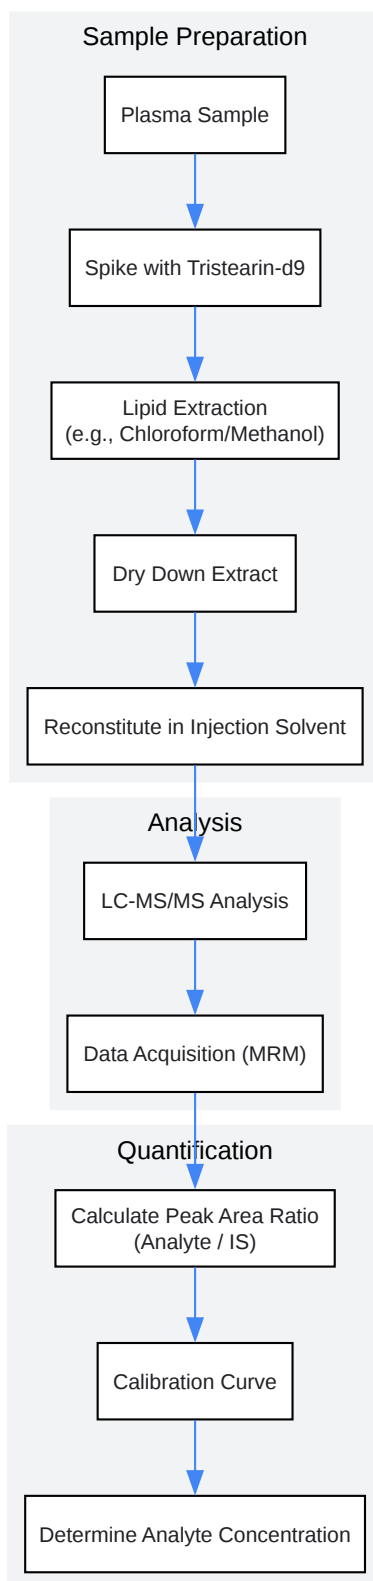 Sample Preparation
Plasma Sample
Spike with Tristearin-d9
Lipid Extraction
(e.g., Chloroform/Methanol)
Dry Down Extract
Reconstitute in Injection Solvent
Analysis
LC-MS/MS Analysis
Data Acquisition (MRM)
Quantification
Calculate Peak Area Ratio
(Analyte / IS)
Calibration Curve
Determine Analyte Concentration